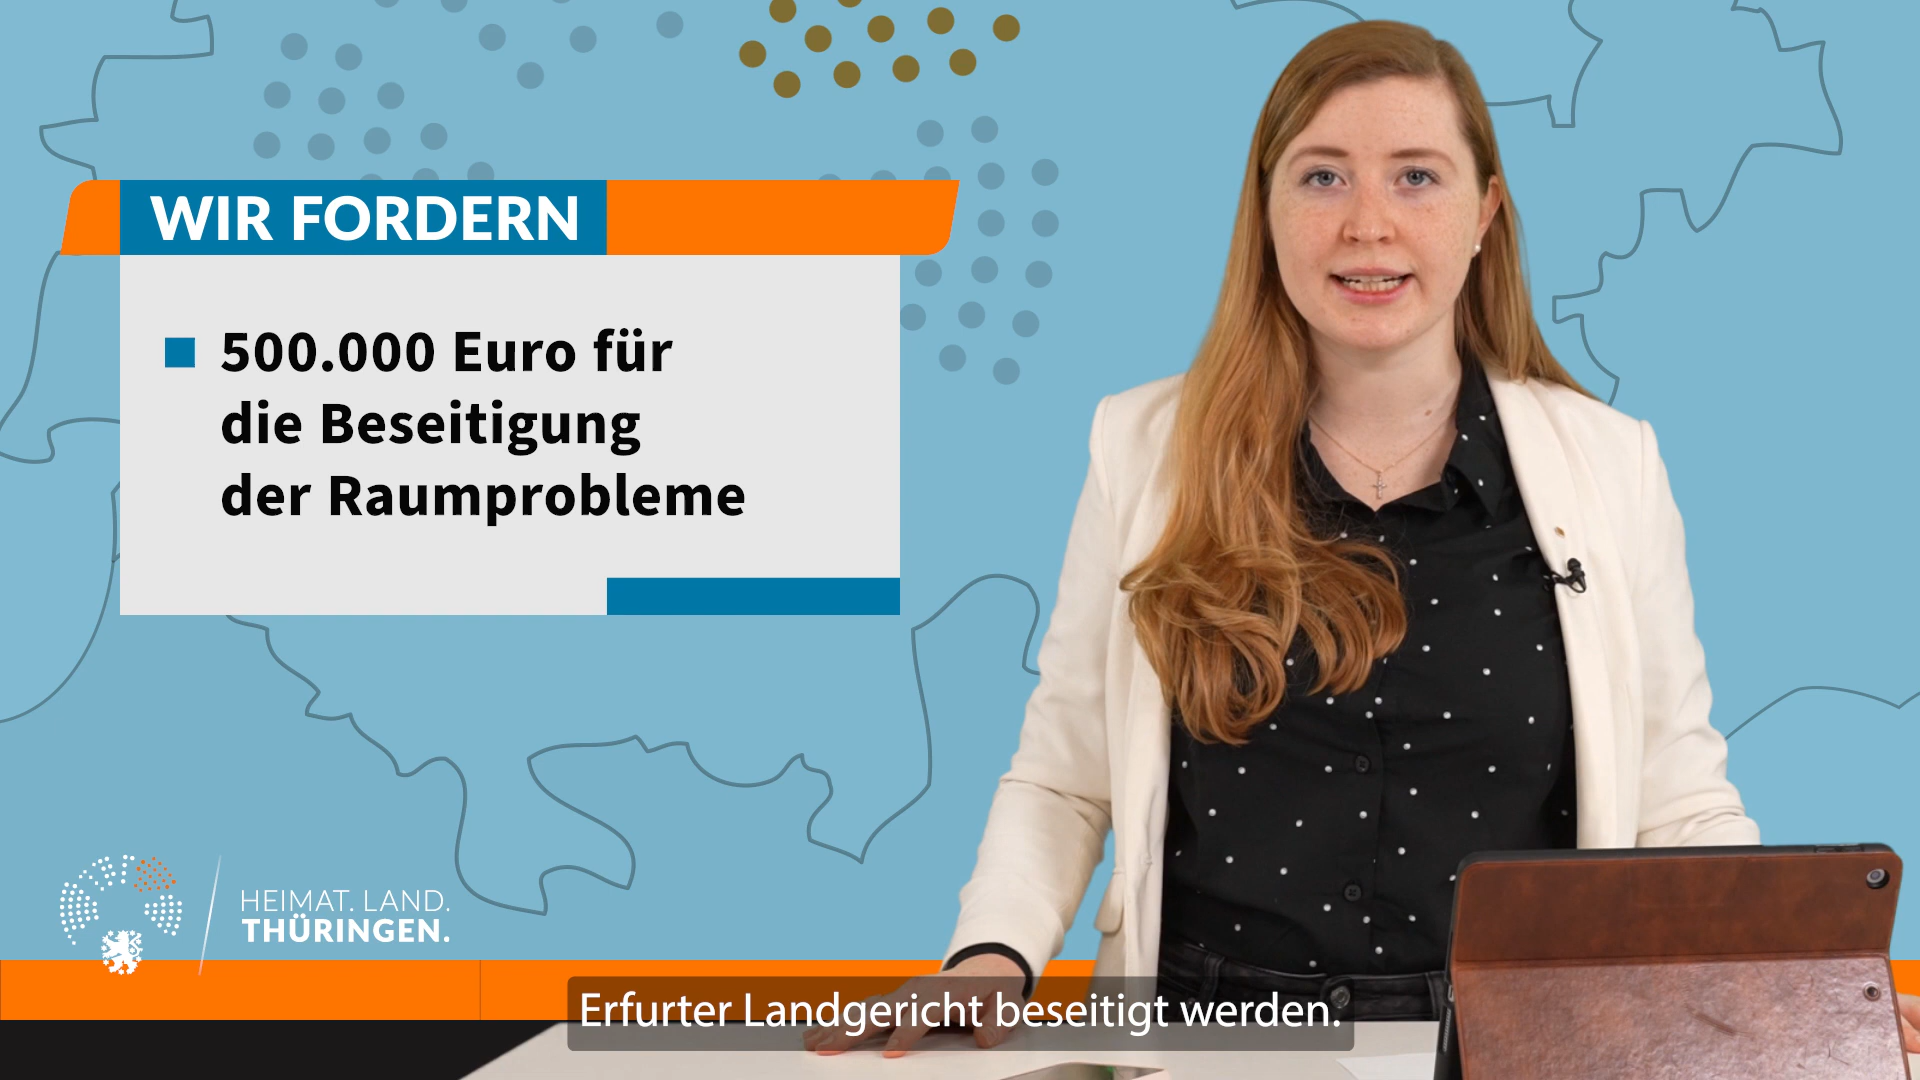 WIR FORDERN
500.000 Euro für
die Beseitigung
der Raumprobleme
HEIMAT. LAND.
THÜRINGEN.
Erfurter Landgericht beseitigt werden.